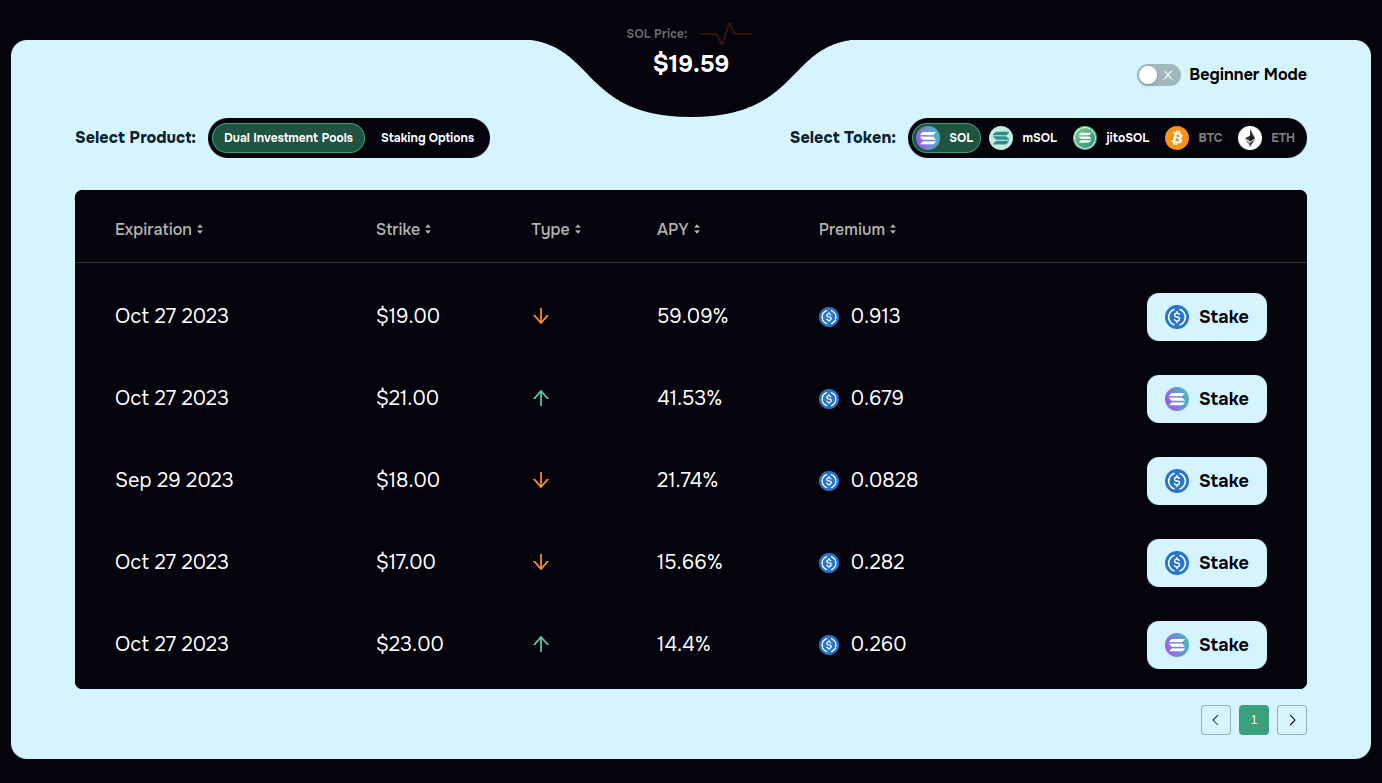 SOL Price:
$19.59
Beginner Mode
Select Product: Dual Investment Pools Staking Options Select Token: SOL mSOL jitoSOL BTC ETH
Expiration Strike Type APY Premium
Oct 27 2023 $19.00 ↓ 59.09% 0.913 Stake
Oct 27 2023 $21.00 ↑ 41.53% 0.679 Stake
Sep 29 2023 $18.00 ↓ 21.74% 0.0828 Stake
Oct 27 2023 $17.00 ↓ 15.66% 0.282 Stake
Oct 27 2023 $23.00 ↑ 14.4% 0.260 Stake
< 1 >